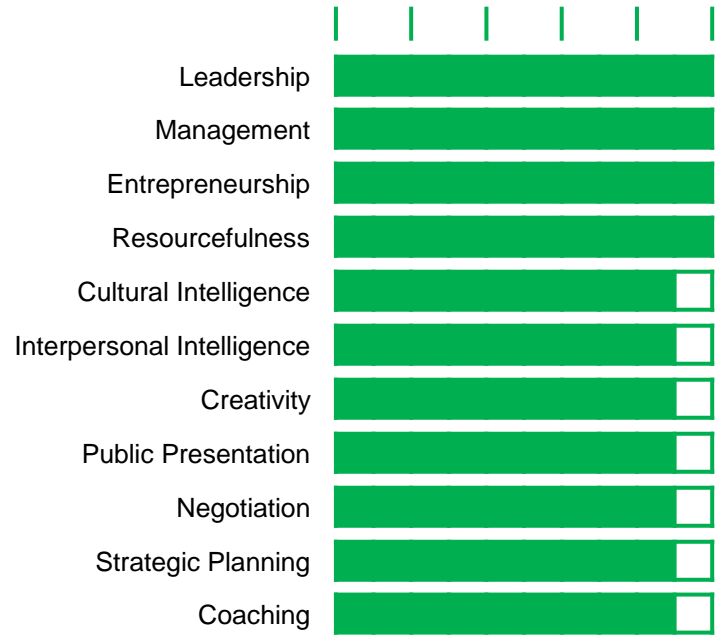 Leadership
Management
Entrepreneurship
Resourcefulness
Cultural Intelligence
Interpersonal Intelligence
Creativity
Public Presentation
Negotiation
Strategic Planning
Coaching